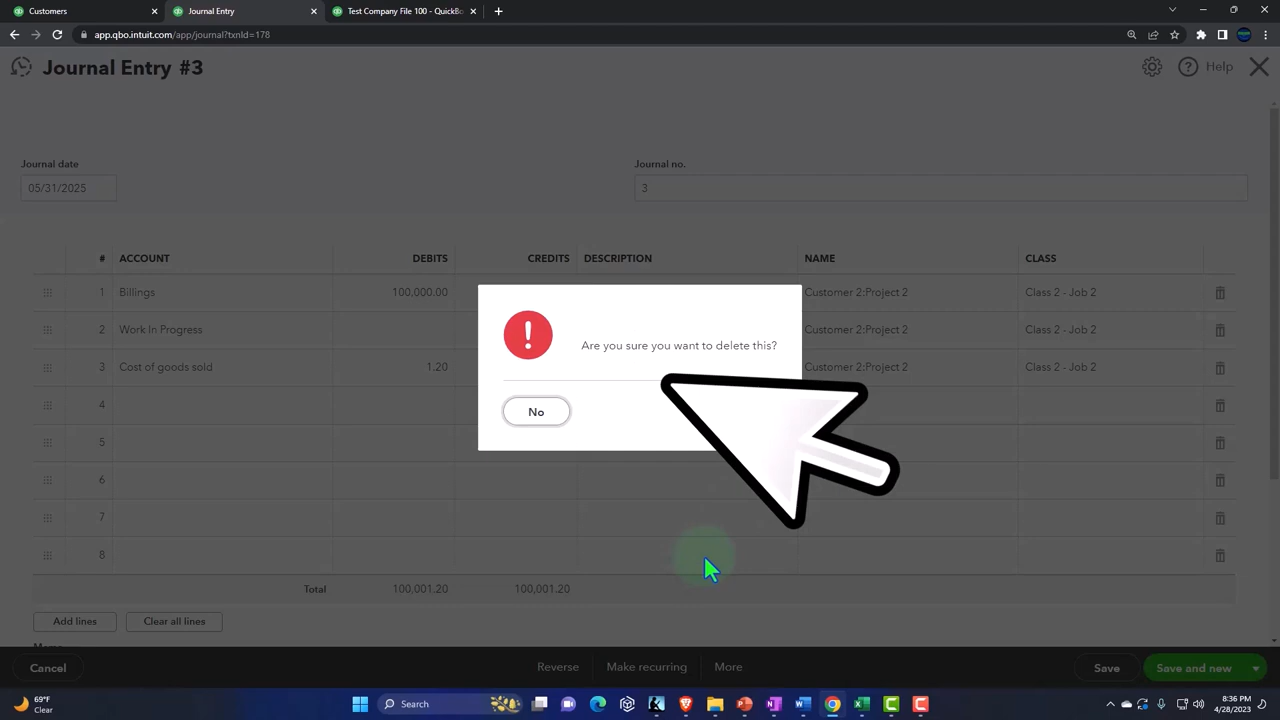 Customers
Journal Entry
Test Company File 100 - QuickBo
app.qbo.intuit.com/app/journal?txnId=178
Journal Entry #3
Help
Journal date
Journal no.
05/31/2025
3
# ACCOUNT DEBITS CREDITS DESCRIPTION NAME CLASS
1 Billings 100,000.00 Customer 2:Project 2 Class 2 - Job 2
2 Work In Progress Customer 2:Project 2 Class 2 - Job 2
3 Cost of goods sold 1.20 Customer 2:Project 2 Class 2 - Job 2
4
5
6
7
8
Are you sure you want to delete this?
No
Total 100,001.20 100,001.20
Add lines
Clear all lines
Cancel
Reverse
Make recurring
More
Save
Save and new
69°F
Clear
Search
8:36 PM
4/28/2023